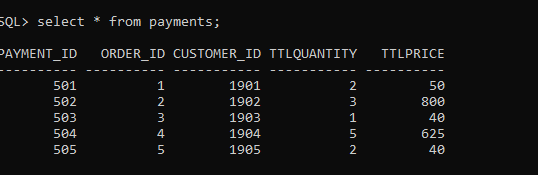 SQL> select * from payments;
PAYMENT_ID ORDER_ID CUSTOMER_ID TTLQUANTITY TTLPRICE
---------- ---------- ----------- ----------- ----------
501 1 1901 2 50
502 2 1902 3 800
503 3 1903 1 40
504 4 1904 5 625
505 5 1905 2 40